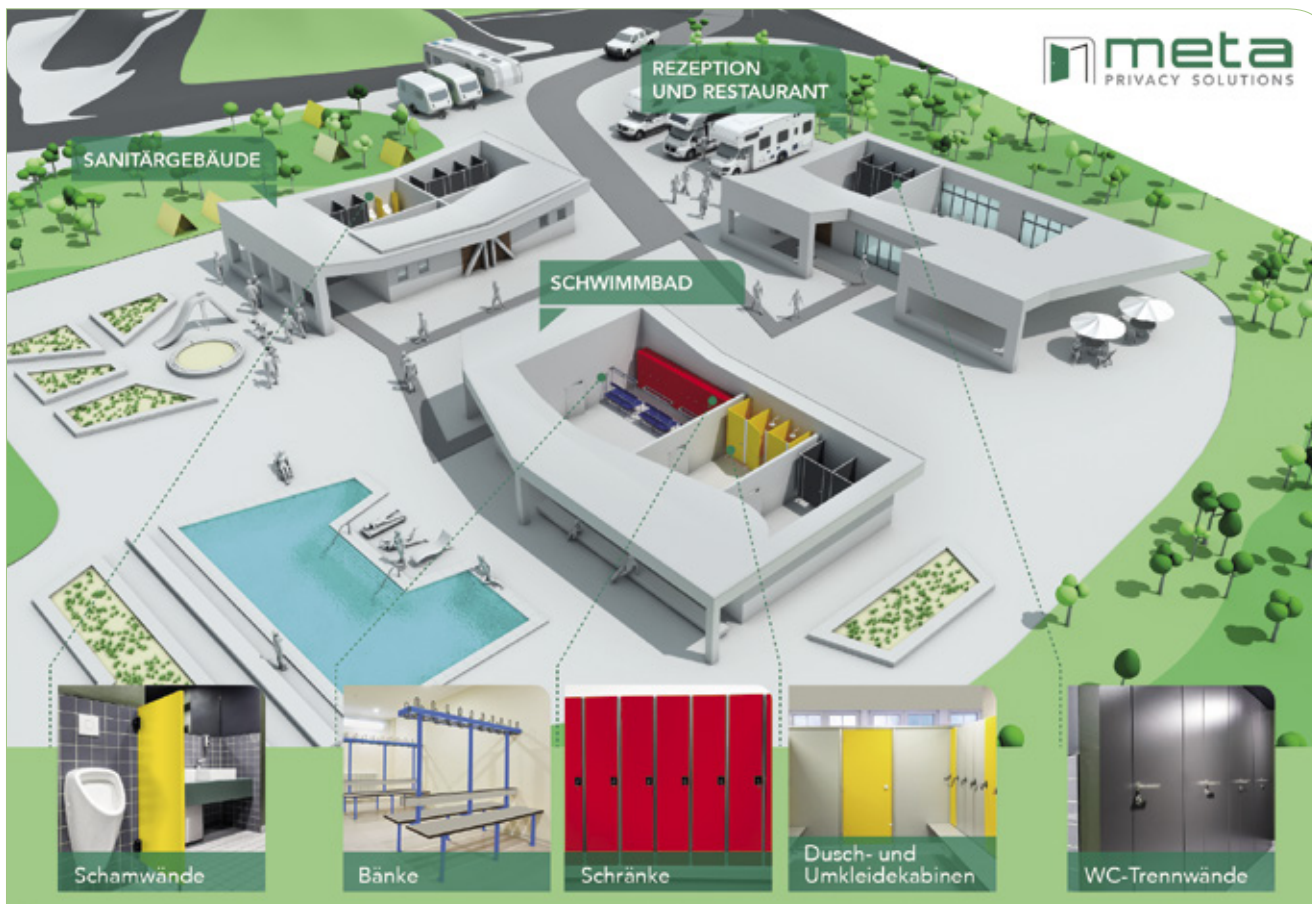 meta
PRIVACY SOLUTIONS
REZEPTION
UND RESTAURANT
SANITÄRGEBÄUDE
SCHWIMMBAD
Schamwände
Bänke
Schränke
Dusch- und
Umkleidekabinen
WC-Trennwände